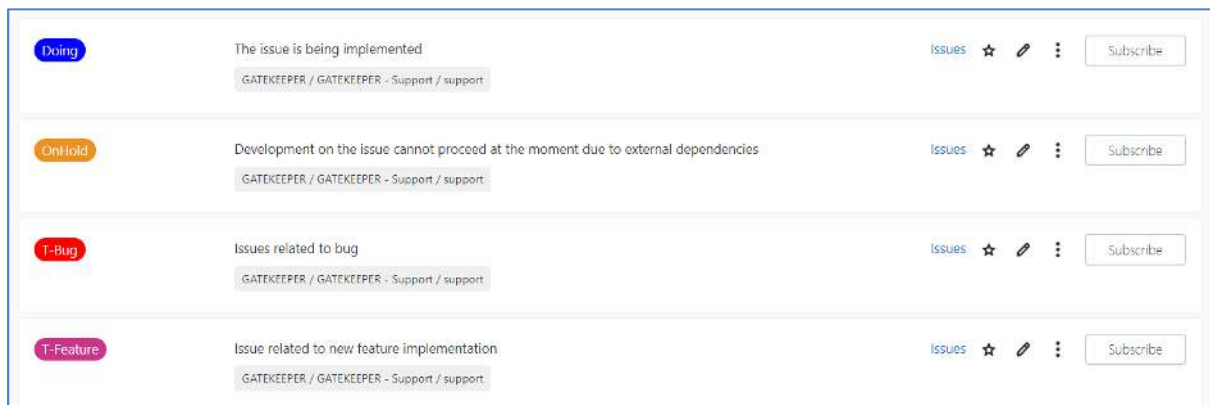 Doing The issue is being implemented Issues Subscribe
GATEKEEPER / GATEKEEPER - Support / support
OnHold Development on the issue cannot proceed at the moment due to external dependencies Issues Subscribe
GATEKEEPER / GATEKEEPER - Support / support
T-Bug Issues related to bug Issues Subscribe
GATEKEEPER / GATEKEEPER - Support / support
T-Feature Issue related to new feature implementation Issues Subscribe
GATEKEEPER / GATEKEEPER - Support / support